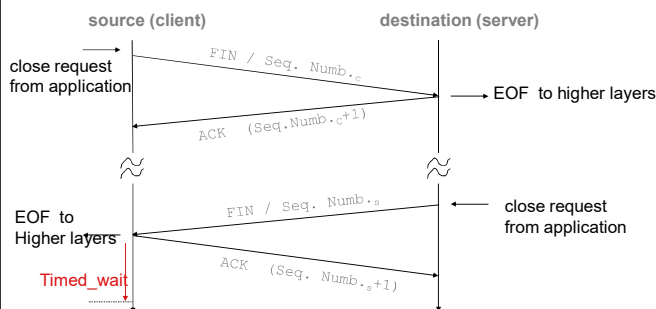 source (client)
destination (server)
FIN / Seq. Numb.c
close request
from application
EOF to higher layers
ACK (Seq.Numb.c+1)
FIN / Seq. Numb.s
close request
from application
EOF to
Higher layers
ACK (Seq. Numb.s+1)
Timed_wait